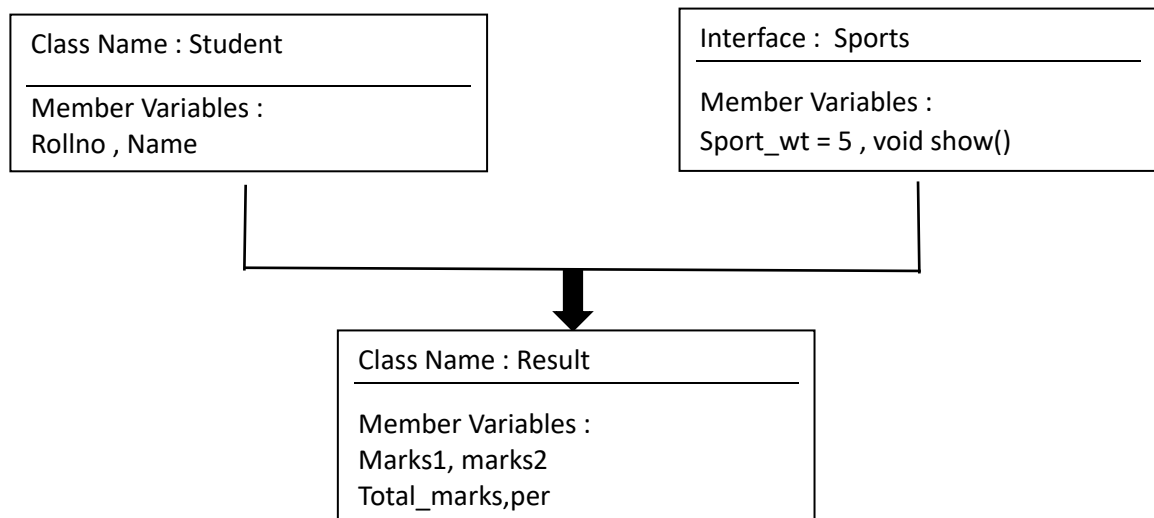 Class Name : Student
Member Variables :
Rollno , Name
Interface :  Sports
Member Variables :
Sport_wt = 5 , void show()
Class Name : Result
Member Variables :
Marks1, marks2
Total_marks,per